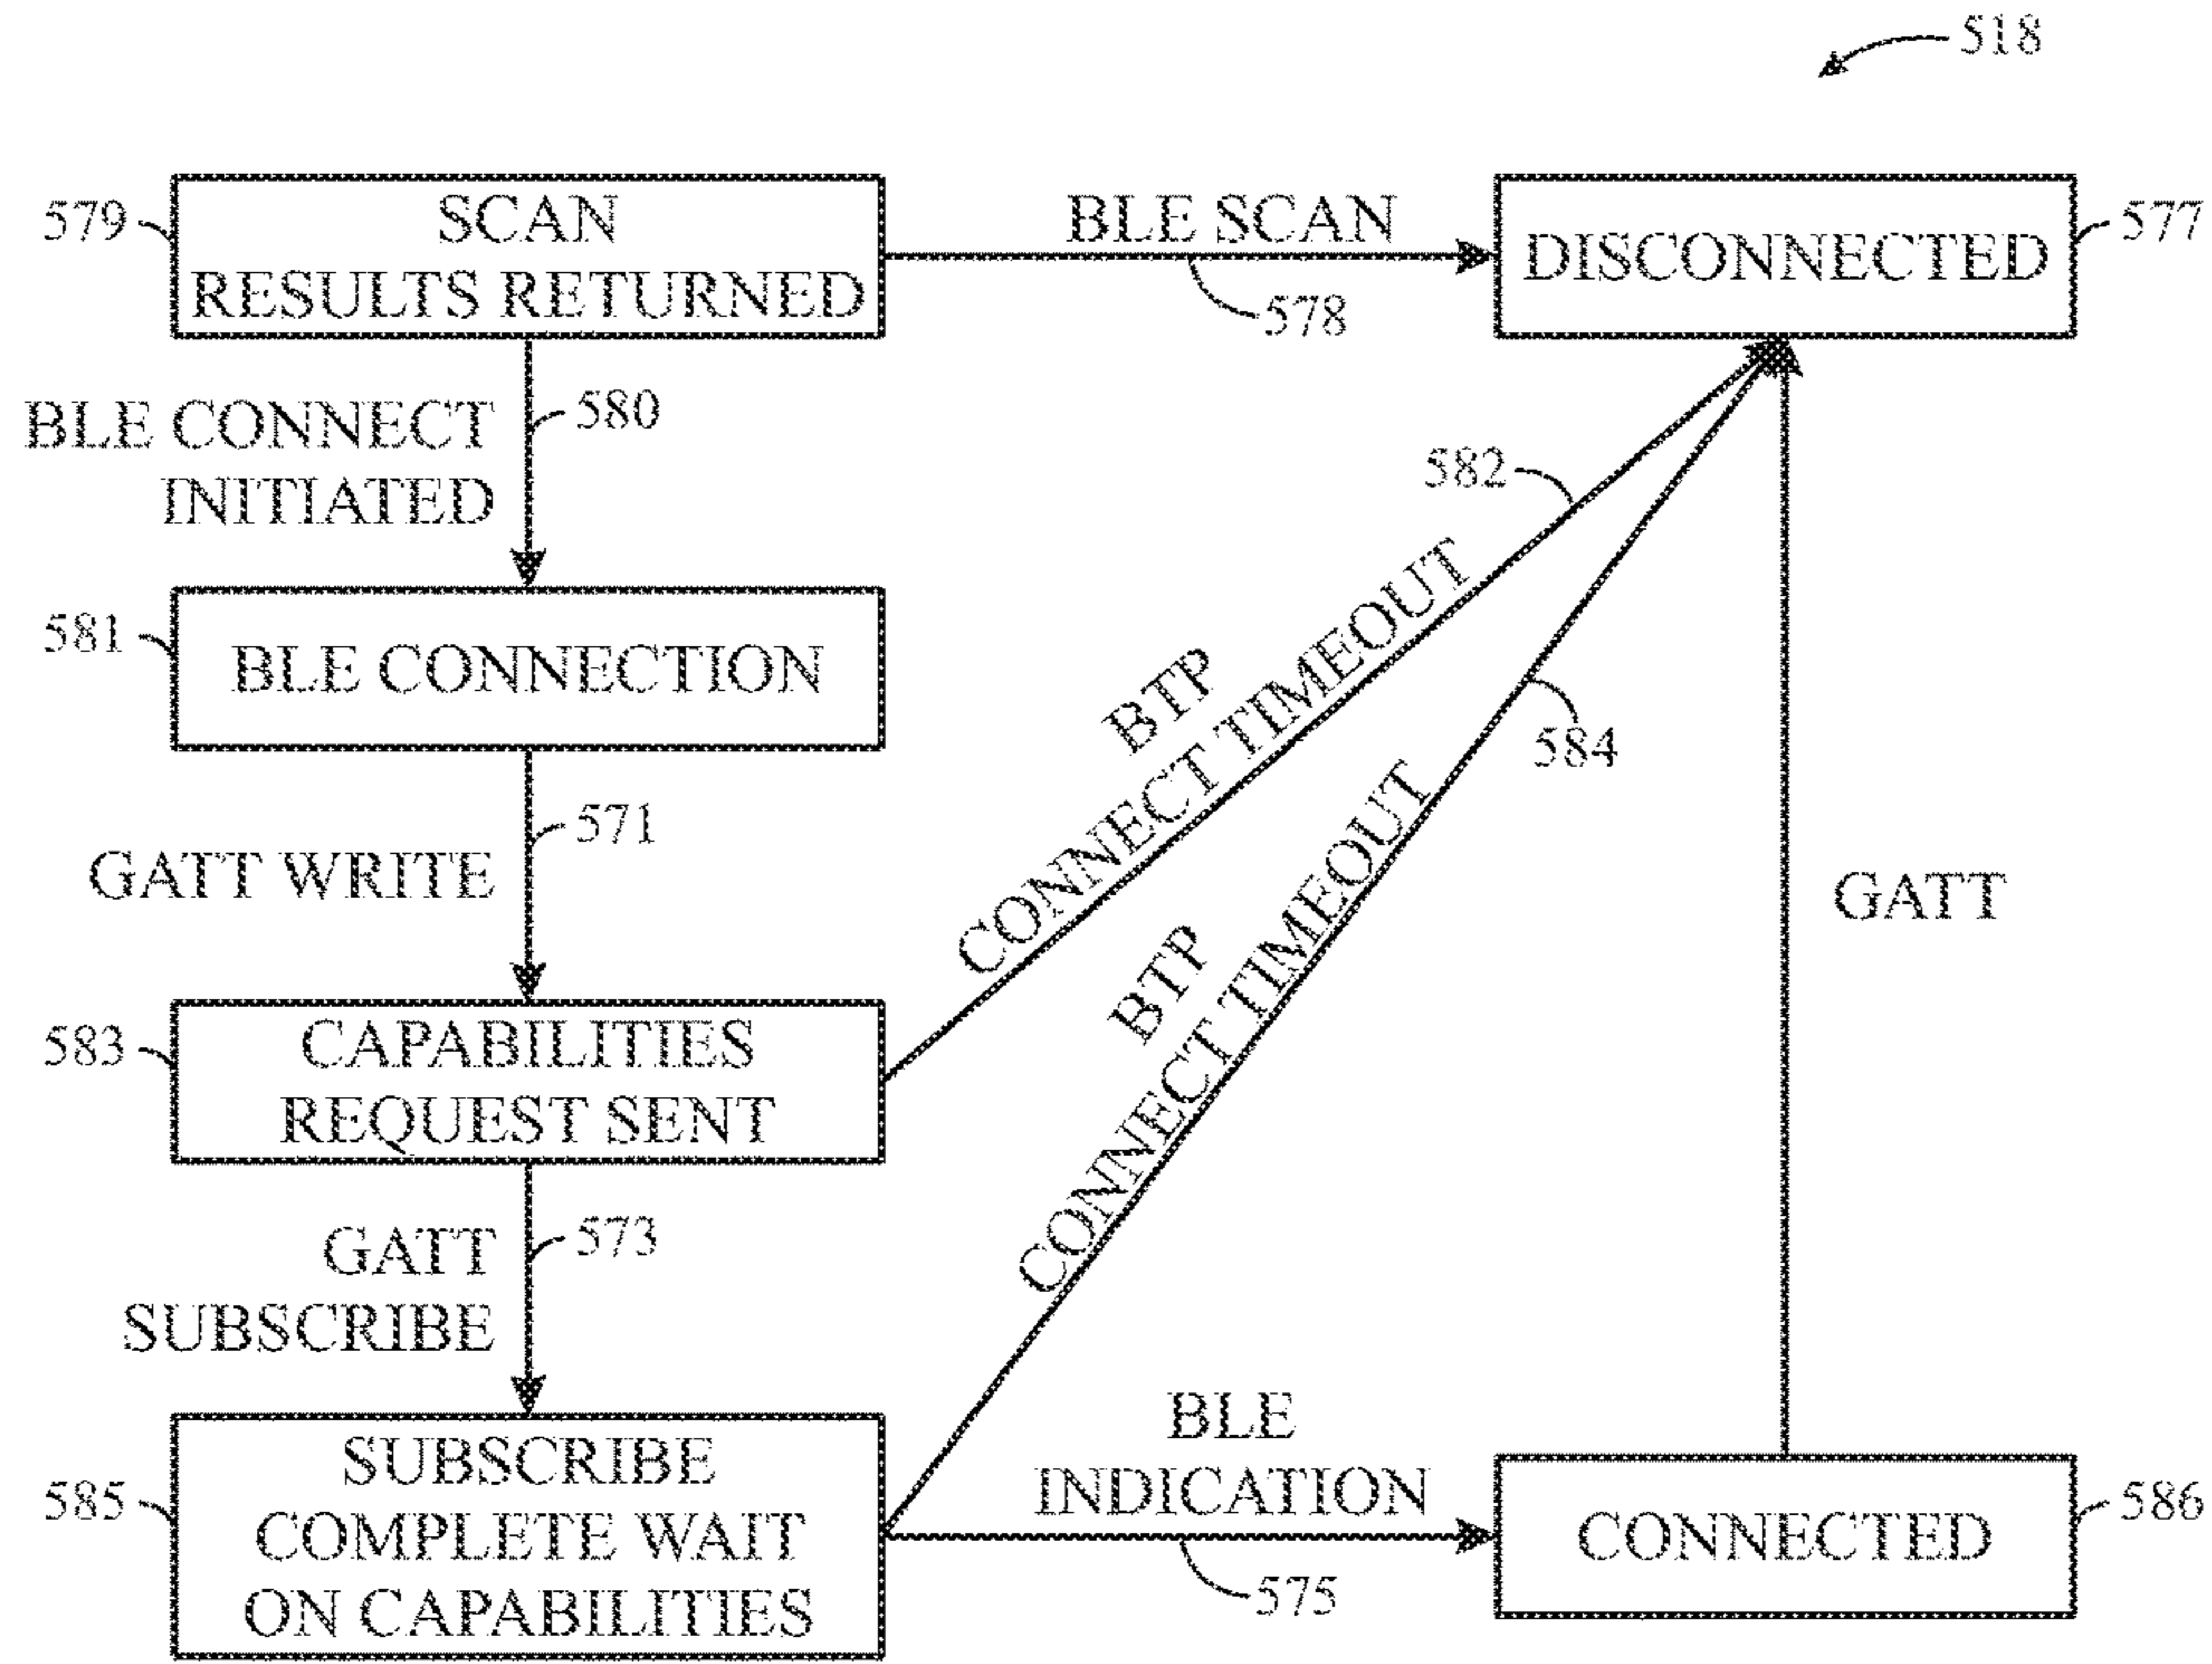 518
579
SCAN
RESULTS RETURNED
BLE SCAN
578
DISCONNECTED
577
BLE CONNECT
INITIATED
580
582
581
BLE CONNECTION
BTP
CONNECT TIMEOUT
584
571
GATT WRITE
GATT
583
CAPABILITIES
REQUEST SENT
BTP
CONNECT TIMEOUT
GATT
SUBSCRIBE
573
585
SUBSCRIBE
COMPLETE WAIT
ON CAPABILITIES
BLE
INDICATION
575
CONNECTED
586